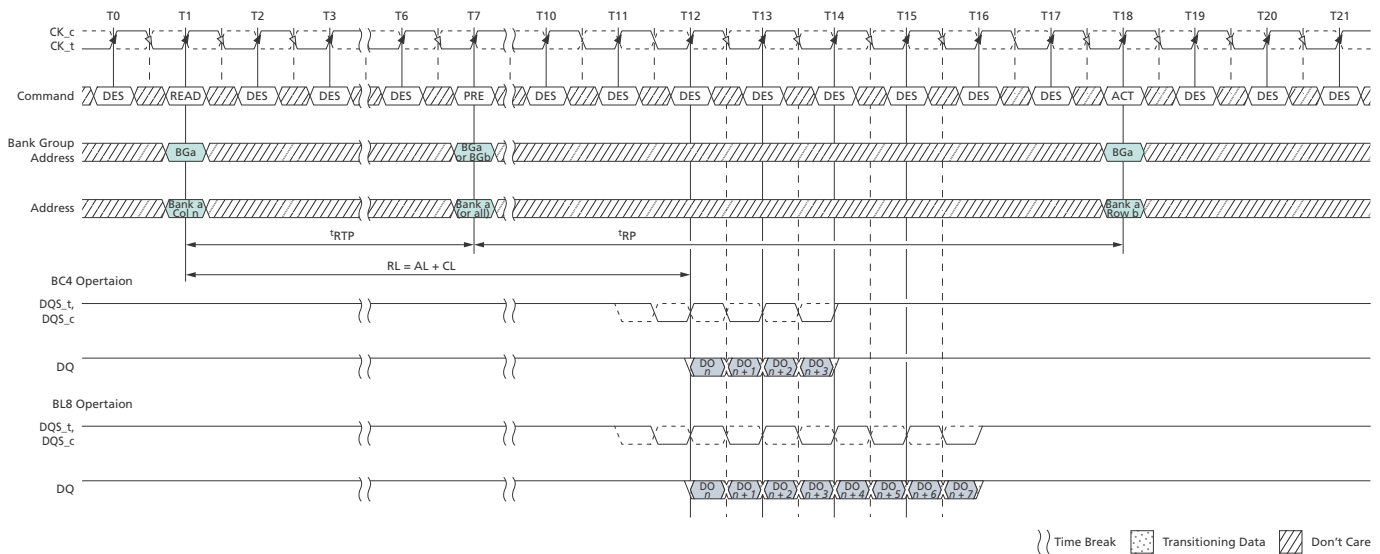 T0 T1 T2 T3 T6 T7 T10 T11 T12 T13 T14 T15 T16 T17 T18 T19 T20 T21
CK_c
CK_t
Command DES READ DES DES DES PRE DES DES DES DES DES DES DES DES ACT DES DES DES
Bank Group
Address
BGa
BGa
or BGb
BGa
Address
Bank a
Col n
Bank a
(or all)
Bank a
Row b
tRTP tRP
RL = AL + CL
BC4 Opertaion
DQS_t,
DQS_c
DQ
DO
n
DO
n + 1
DO
n + 2
DO
n + 3
BL8 Opertaion
DQS_t,
DQS_c
DQ
DO
n
DO
n + 1
DO
n + 2
DO
n + 3
DO
n + 4
DO
n + 5
DO
n + 6
DO
n + 7
Time Break Transitioning Data Don't Care